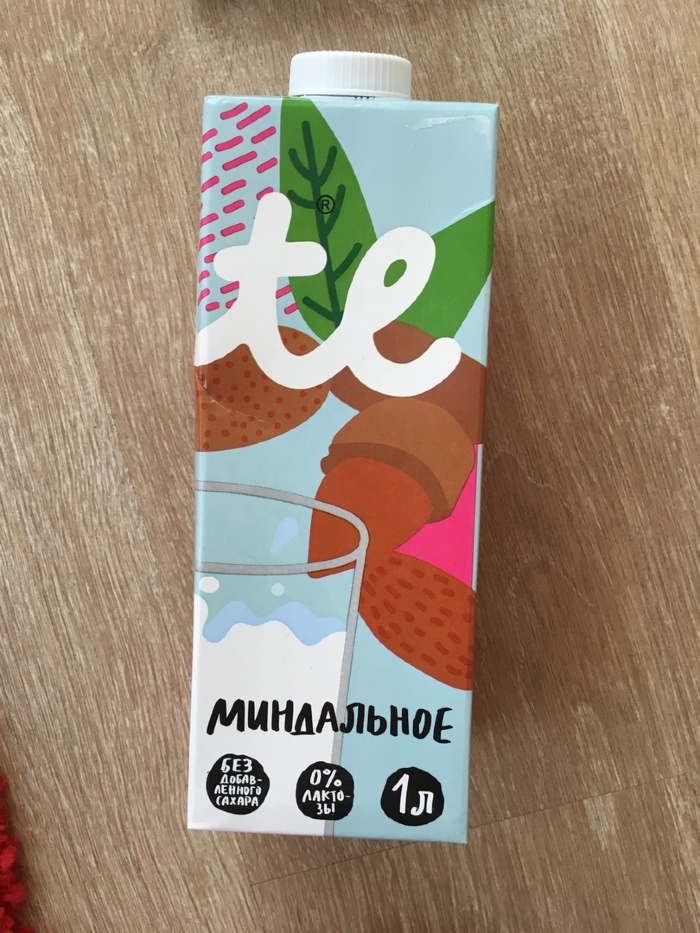 ®
te
МИНДАЛЬНОЕ
БЕЗ
ДОБАВ-
ЛЕННОГО
САХАРА
0%
ЛАКТО-
ЗЫ
1л